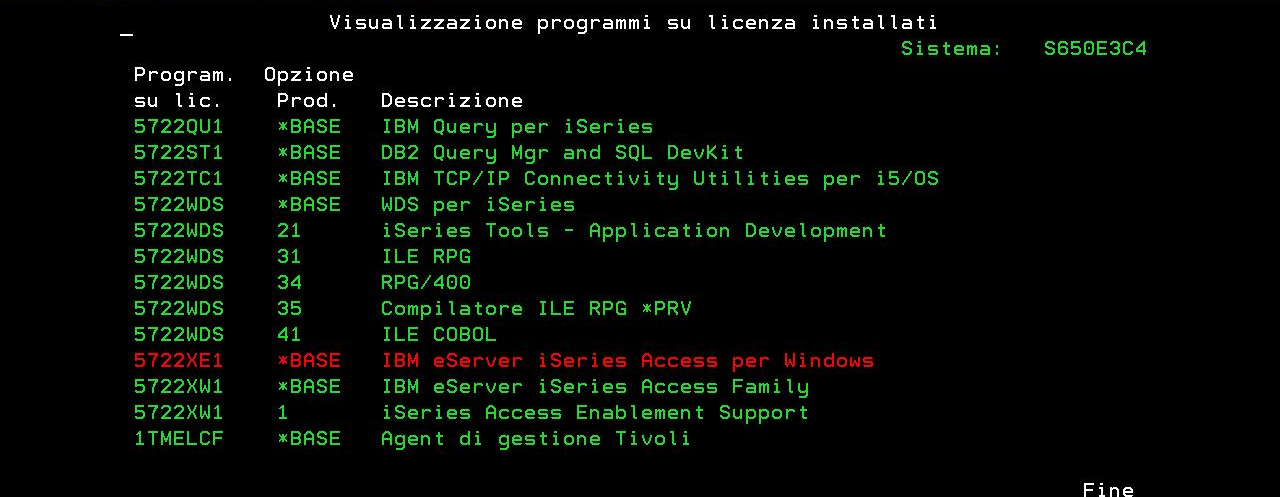 Visualizzazione programmi su licenza installati
Sistema: S650E3C4
Program. Opzione
su lic. Prod. Descrizione
5722QU1 *BASE IBM Query per iSeries
5722ST1 *BASE DB2 Query Mgr and SQL DevKit
5722TC1 *BASE IBM TCP/IP Connectivity Utilities per i5/OS
5722WDS *BASE WDS per iSeries
5722WDS 21 iSeries Tools - Application Development
5722WDS 31 ILE RPG
5722WDS 34 RPG/400
5722WDS 35 Compilatore ILE RPG *PRV
5722WDS 41 ILE COBOL
5722XE1 *BASE IBM eServer iSeries Access per Windows
5722XW1 *BASE IBM eServer iSeries Access Family
5722XW1 1 iSeries Access Enablement Support
1TMELCF *BASE Agent di gestione Tivoli
Fine